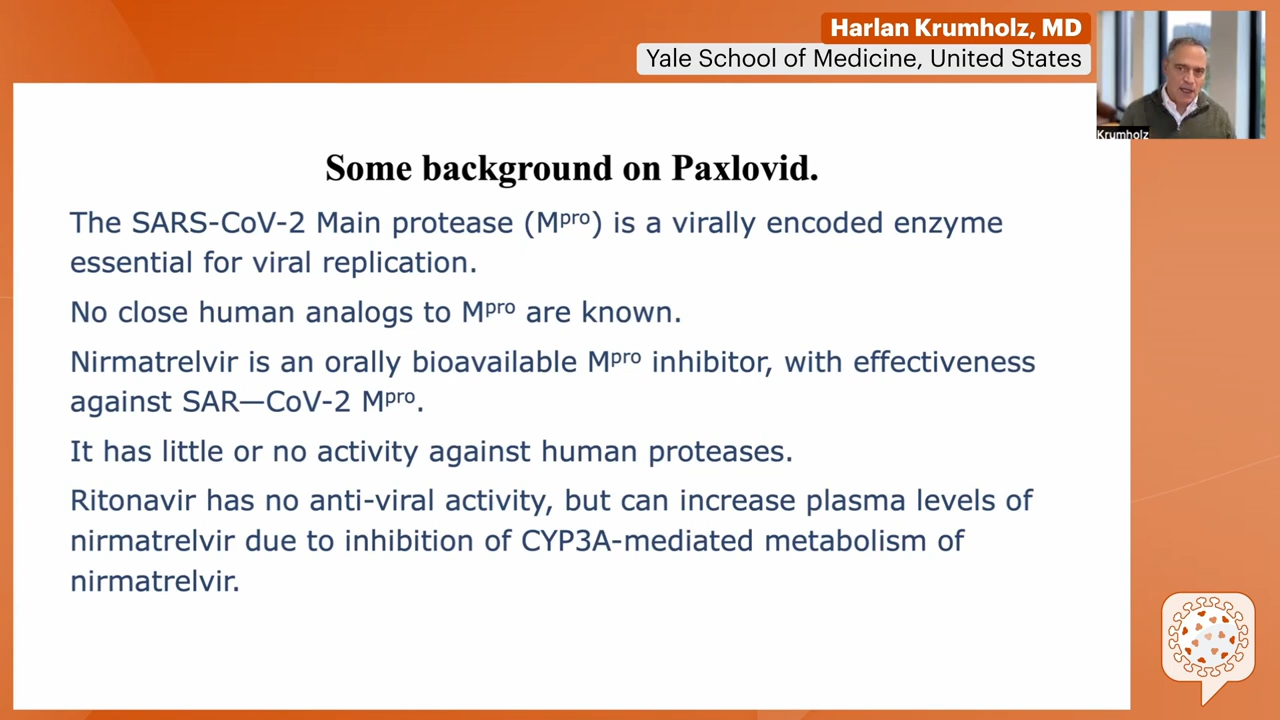 Harlan Krumholz, MD
Yale School of Medicine, United States
Krumholz
Some background on Paxlovid.
The SARS-CoV-2 Main protease (Mᵖʳᵒ) is a virally encoded enzyme
essential for viral replication.
No close human analogs to Mᵖʳᵒ are known.
Nirmatrelvir is an orally bioavailable Mᵖʳᵒ inhibitor, with effectiveness
against SAR—CoV-2 Mᵖʳᵒ.
It has little or no activity against human proteases.
Ritonavir has no anti-viral activity, but can increase plasma levels of
nirmatrelvir due to inhibition of CYP3A-mediated metabolism of
nirmatrelvir.